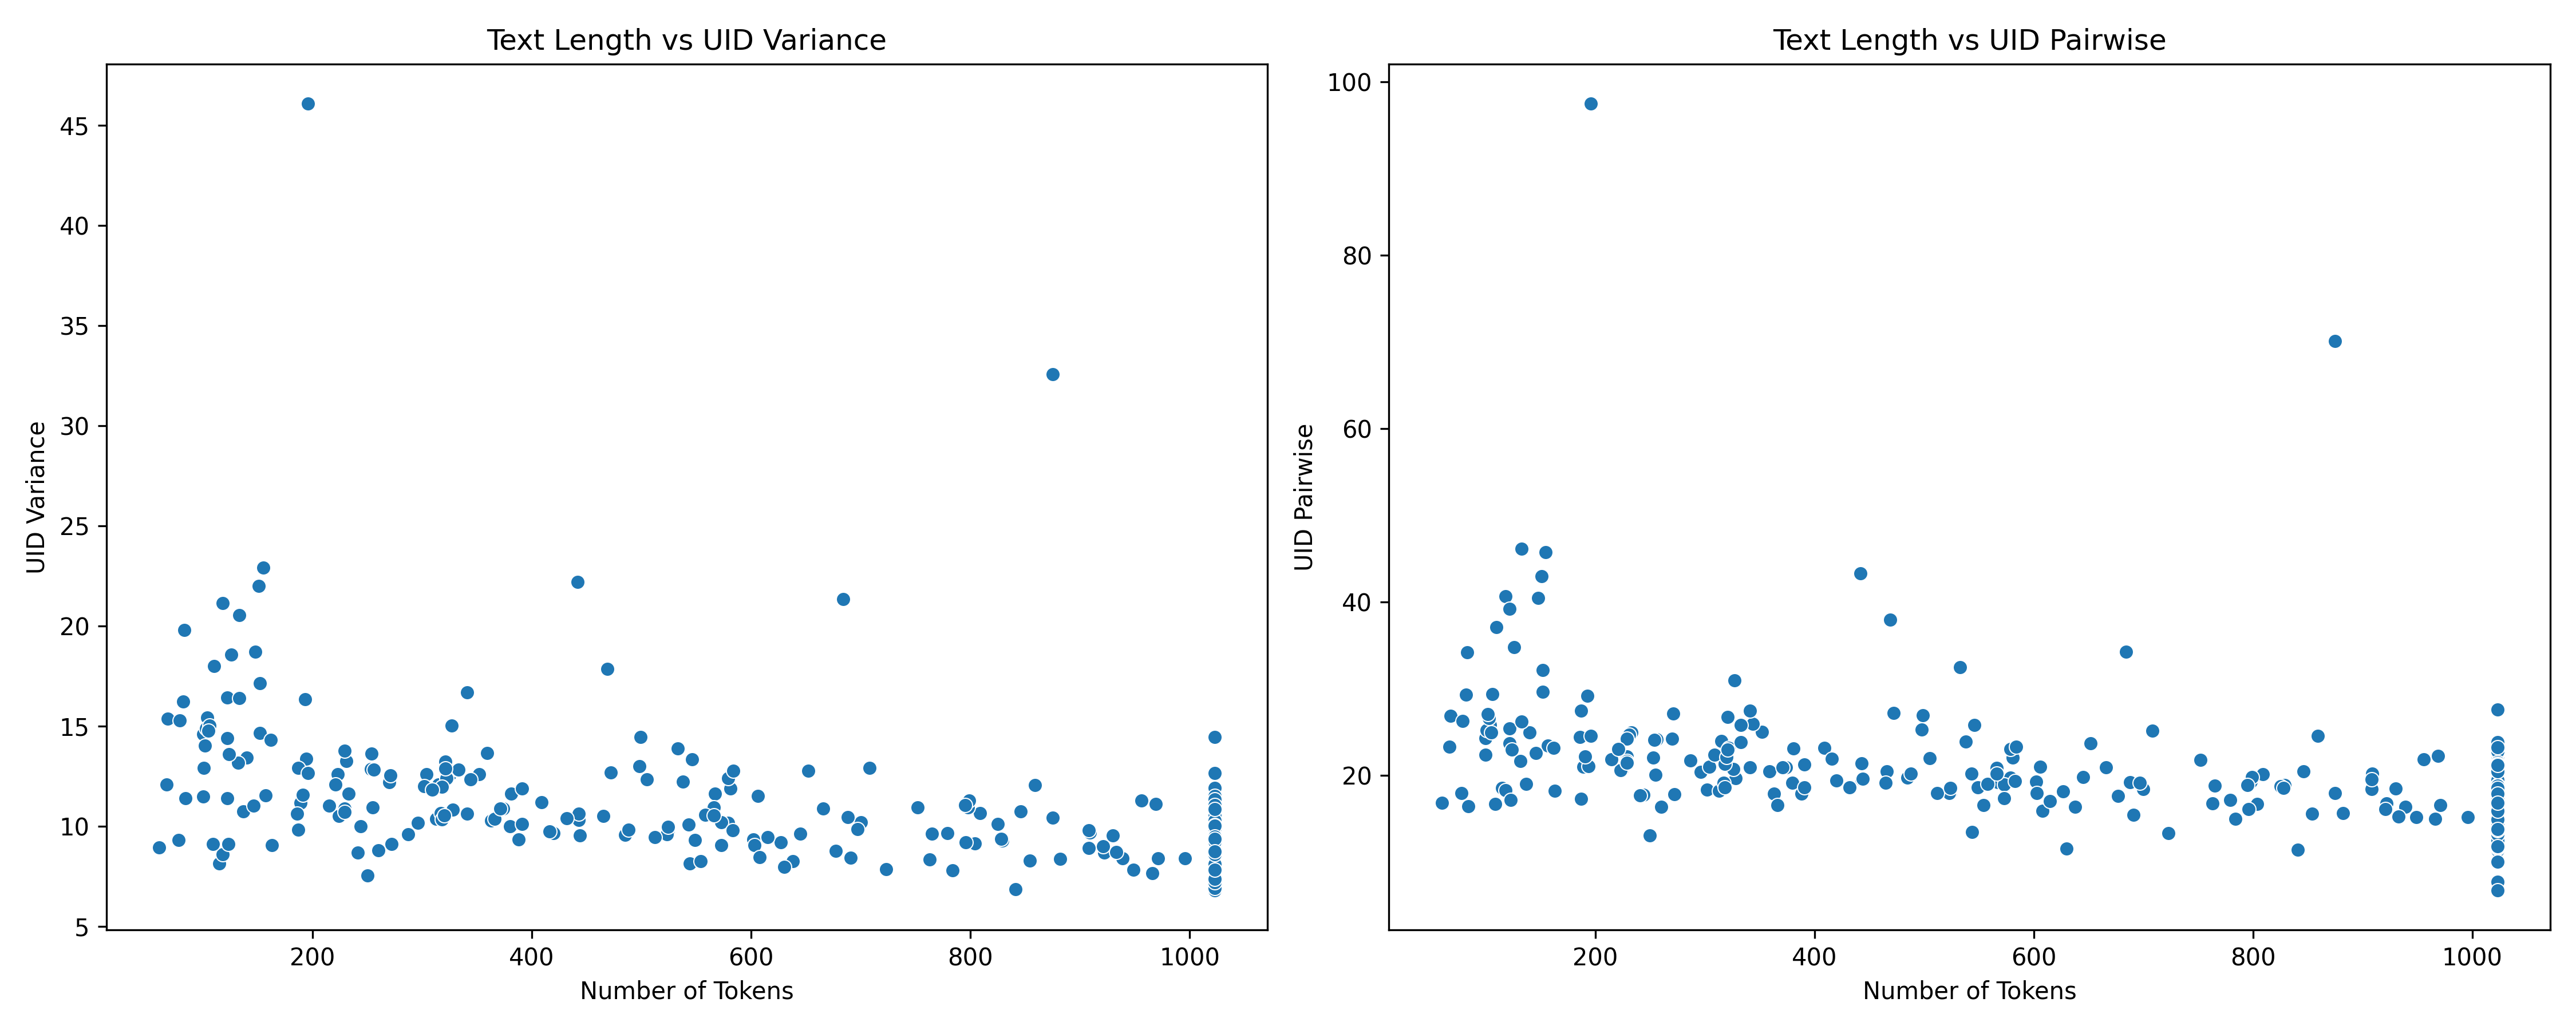 Text Length vs UID Variance
45
40
35
30
25
20
15
10
5
UID Variance
200 400 600 800 1000
Number of Tokens
Text Length vs UID Pairwise
100
80
60
40
20
UID Pairwise
200 400 600 800 1000
Number of Tokens